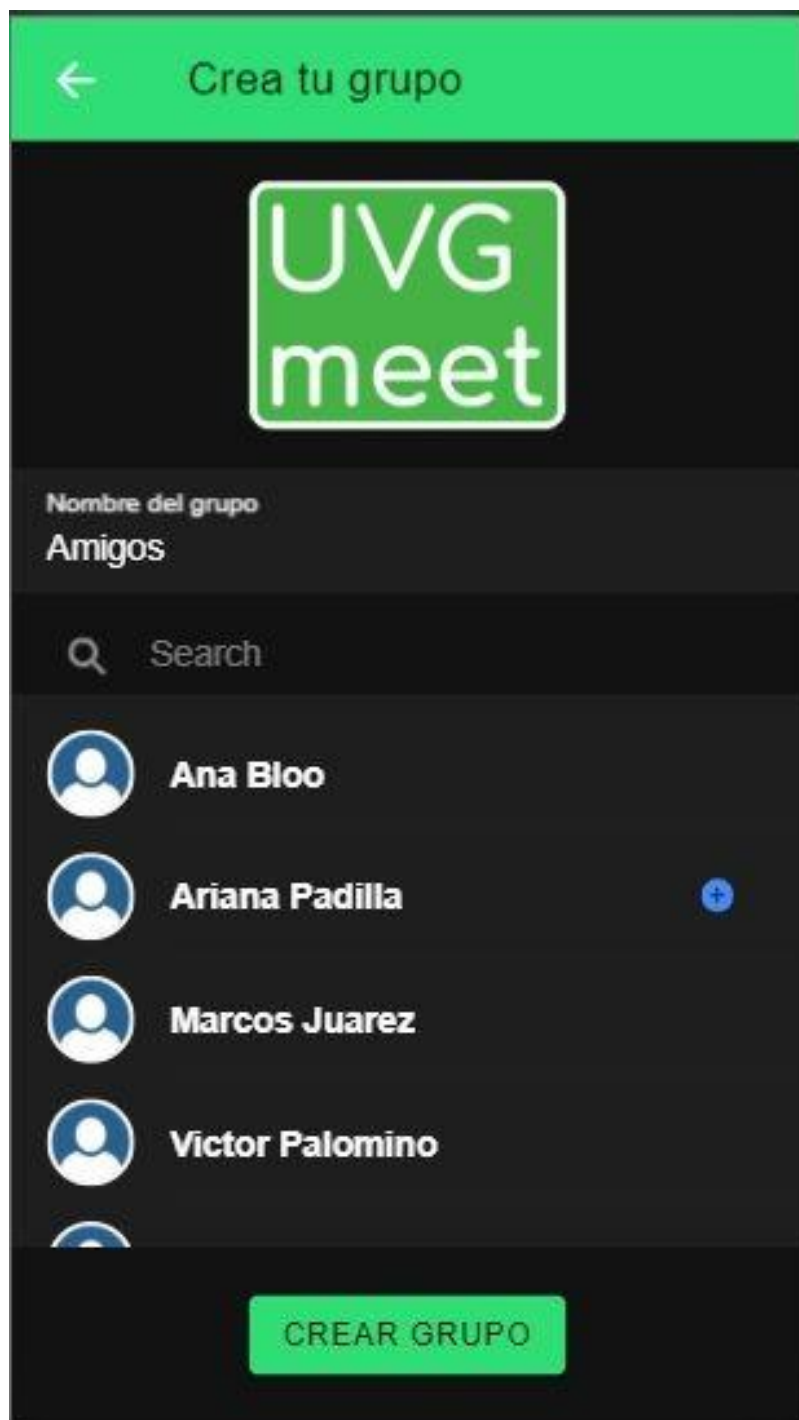 Crea tu grupo
UVG
meet
Nombre del grupo
Amigos
Search
Ana Bloo
Ariana Padilla
Marcos Juarez
Victor Palomino
CREAR GRUPO